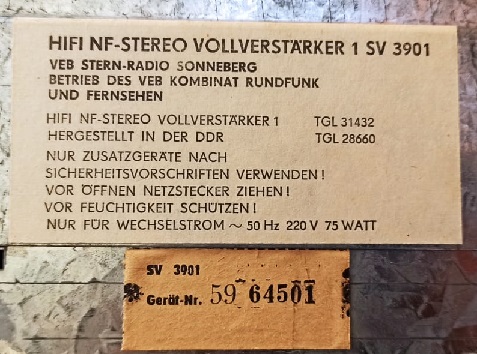 HIFI NF-STEREO VOLLVERSTÄRKER 1 SV 3901
VEB STERN-RADIO SONNEBERG
BETRIEB DES VEB KOMBINAT RUNDFUNK
UND FERNSEHEN
HIFI NF-STEREO VOLLVERSTÄRKER 1 TGL 31432
HERGESTELLT IN DER DDR TGL 28660
NUR ZUSATZGERÄTE NACH
SICHERHEITSVORSCHRIFTEN VERWENDEN!
VOR ÖFFNEN NETZSTECKER ZIEHEN!
VOR FEUCHTIGKEIT SCHÜTZEN!
NUR FÜR WECHSELSTROM ~ 50 Hz 220 V 75 WATT
SV 3901
Gerät-Nr. 59 64501